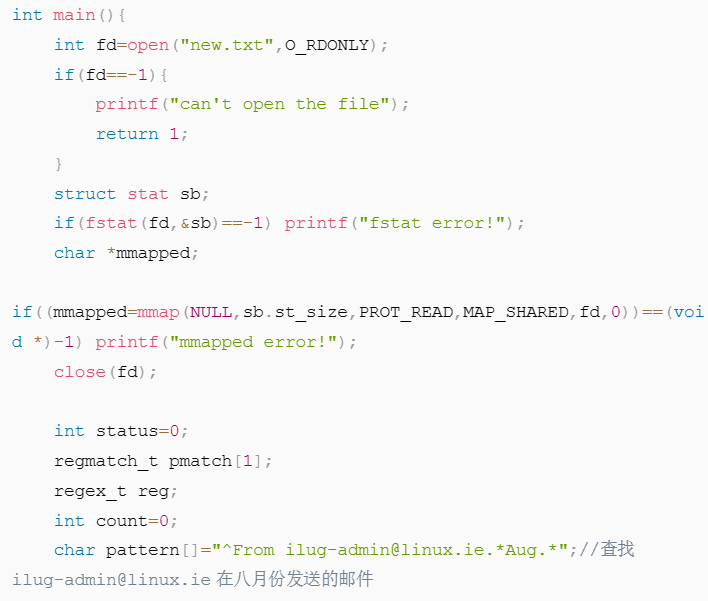 int main(){
    int fd=open("new.txt",O_RDONLY);
    if(fd==-1){
        printf("can't open the file");
        return 1;
    }
    struct stat sb;
    if(fstat(fd,&sb)==-1) printf("fstat error!");
    char *mmapped;
if((mmapped=mmap(NULL,sb.st_size,PROT_READ,MAP_SHARED,fd,0))==(voi
d *)-1) printf("mmapped error!");
    close(fd);
    int status=0;
    regmatch_t pmatch[1];
    regex_t reg;
    int count=0;
    char pattern[]="^From ilug-admin@linux.ie.*Aug.*";//查找
ilug-admin@linux.ie 在八月份发送的邮件